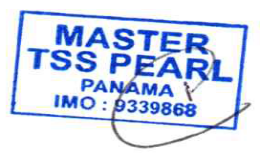 MASTER
TSS PEARL
PANAMA
IMO : 9339868